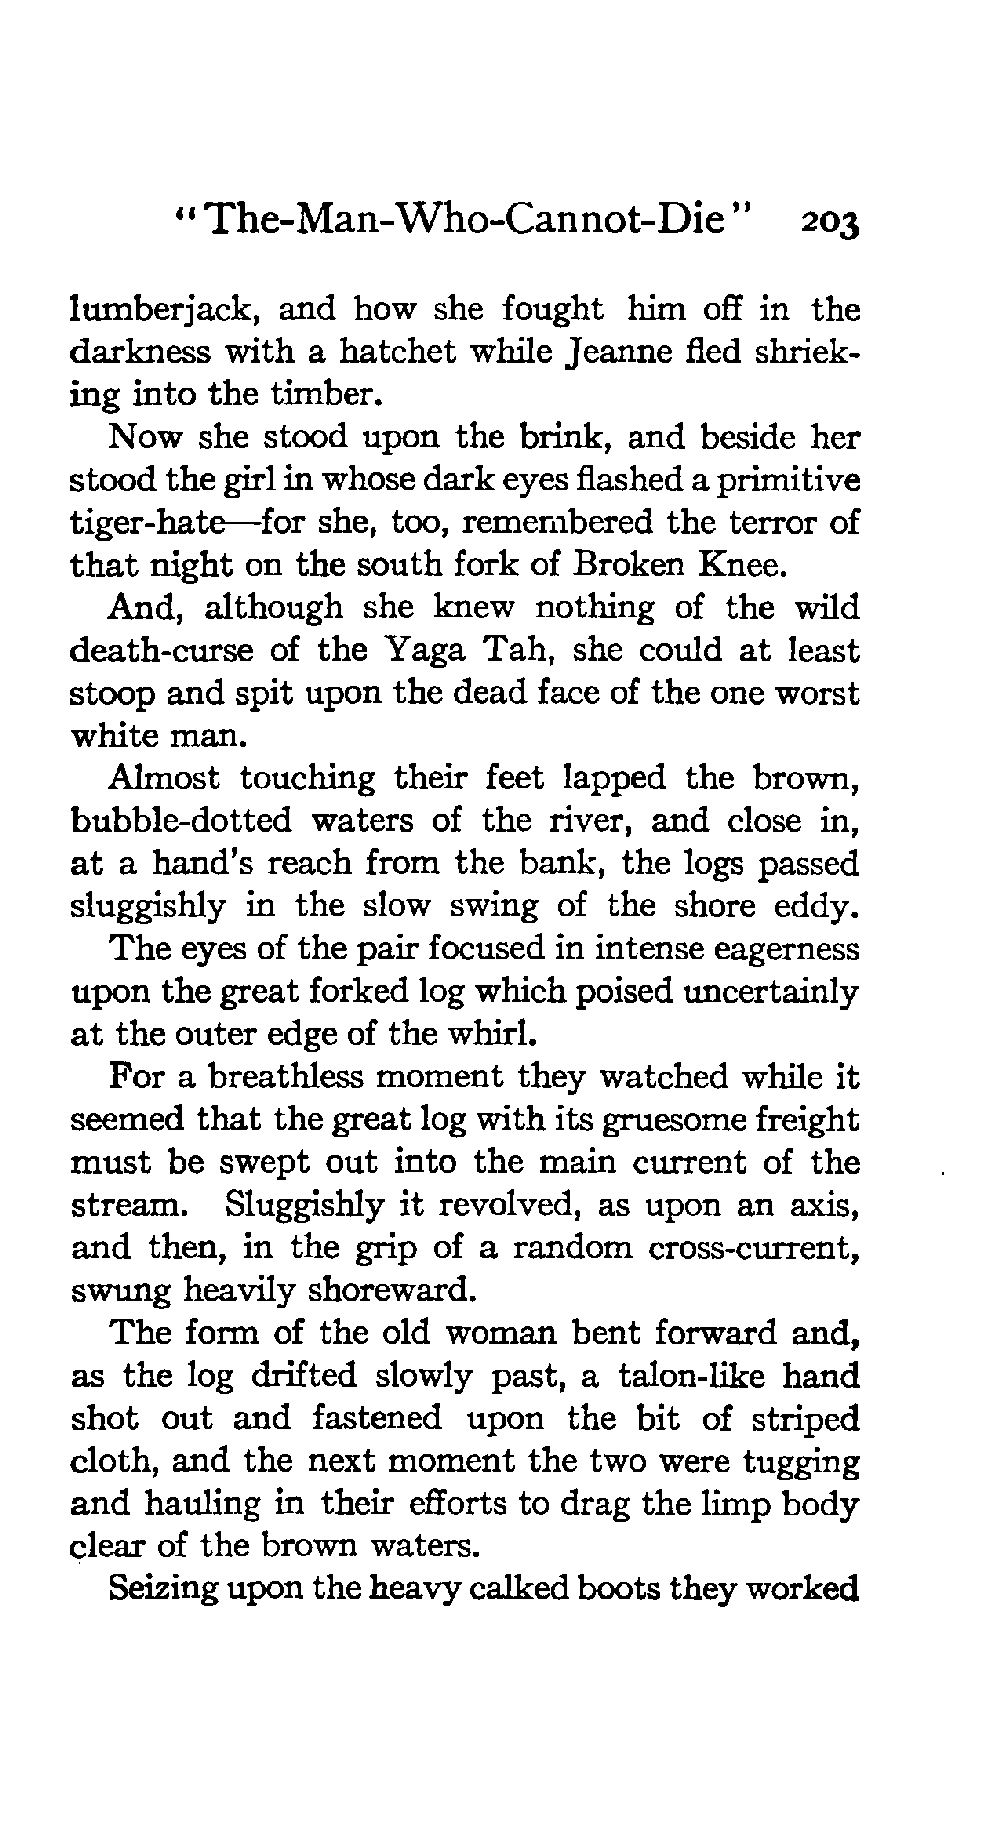 "The-Man-Who-Cannot-Die" 203
lumberjack, and how she fought him off in the
darkness with a hatchet while Jeanne fled shriek-
ing into the timber.
Now she stood upon the brink, and beside her
stood the girl in whose dark eyes flashed a primitive
tiger-hate—for she, too, remembered the terror of
that night on the south fork of Broken Knee.
And, although she knew nothing of the wild
death-curse of the Yaga Tah, she could at least
stoop and spit upon the dead face of the one worst
white man.
Almost touching their feet lapped the brown,
bubble-dotted waters of the river, and close in,
at a hand's reach from the bank, the logs passed
sluggishly in the slow swing of the shore eddy.
The eyes of the pair focused in intense eagerness
upon the great forked log which poised uncertainly
at the outer edge of the whirl.
For a breathless moment they watched while it
seemed that the great log with its gruesome freight
must be swept out into the main current of the
stream. Sluggishly it revolved, as upon an axis,
and then, in the grip of a random cross-current,
swung heavily shoreward.
The form of the old woman bent forward and,
as the log drifted slowly past, a talon-like hand
shot out and fastened upon the bit of striped
cloth, and the next moment the two were tugging
and hauling in their efforts to drag the limp body
clear of the brown waters.
Seizing upon the heavy calked boots they worked